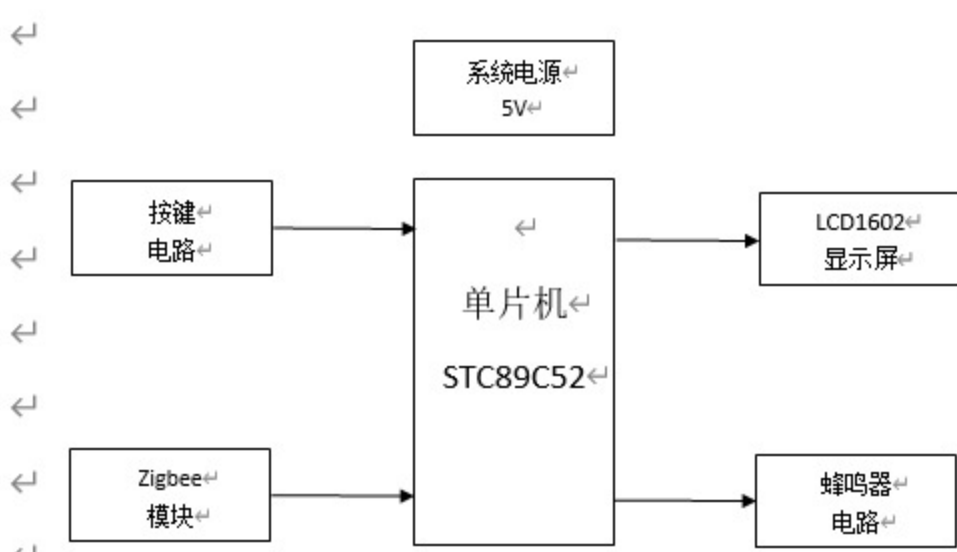 系统电源
5V
按键
电路
单片机
STC89C52
LCD1602
显示屏
Zigbee
模块
蜂鸣器
电路